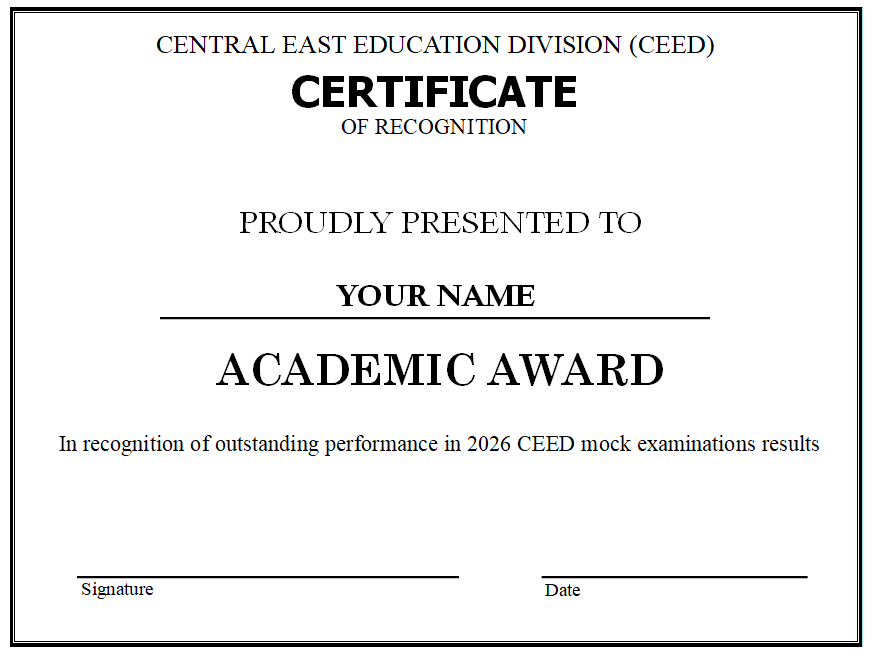 CENTRAL EAST EDUCATION DIVISION (CEED)
CERTIFICATE
OF RECOGNITION
PROUDLY PRESENTED TO
YOUR NAME
ACADEMIC AWARD
In recognition of outstanding performance in 2026 CEED mock examinations results
Signature
Date